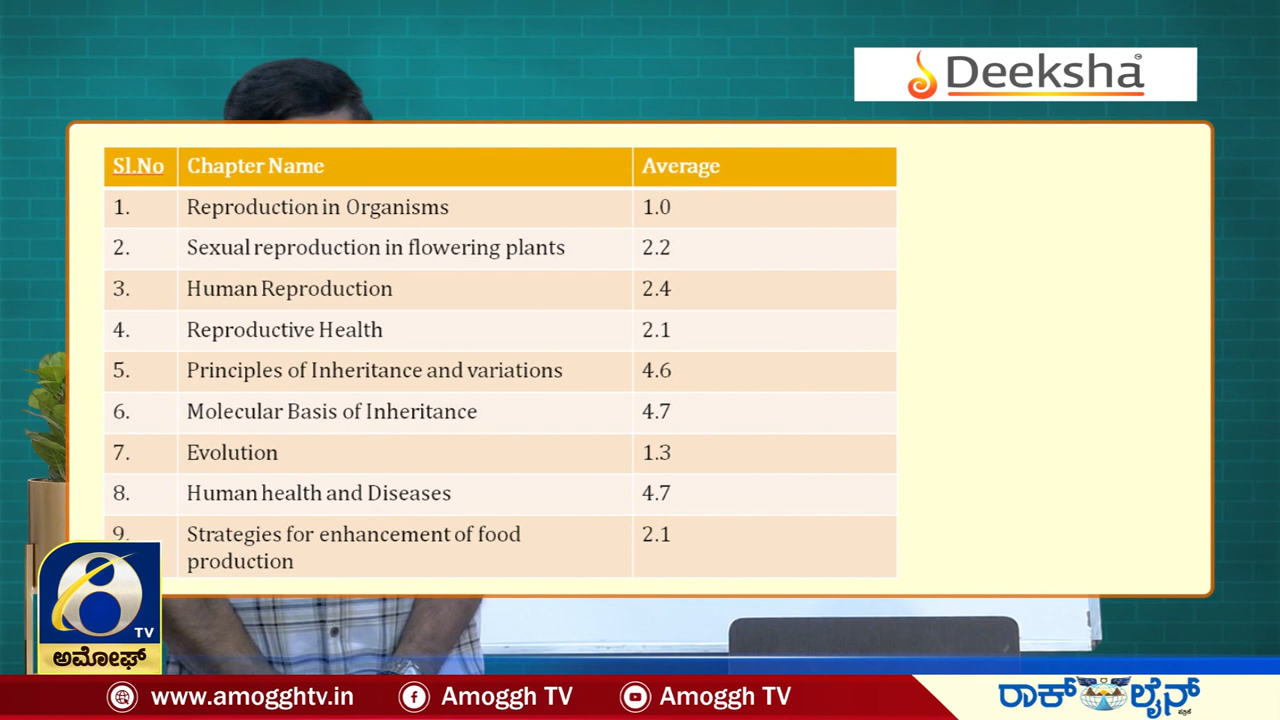 Deeksha
Sl.No Chapter Name Average
1. Reproduction in Organisms 1.0
2. Sexual reproduction in flowering plants 2.2
3. Human Reproduction 2.4
4. Reproductive Health 2.1
5. Principles of Inheritance and variations 4.6
6. Molecular Basis of Inheritance 4.7
7. Evolution 1.3
8. Human health and Diseases 4.7
9. Strategies for enhancement of food 2.1
production
TV
ಅಮೋಘ್
www.amogghtv.in Amoggh TV Amoggh TV
ರಾಕ್ ಲೈನ್
ಪತ್ರಿಕೆ